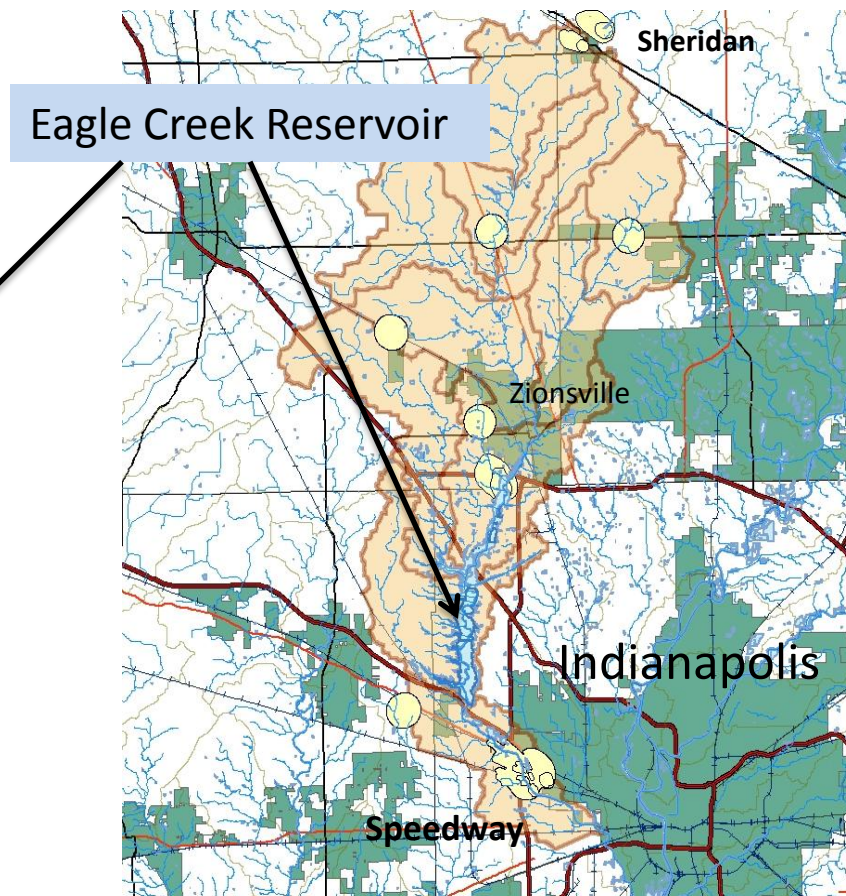 Sheridan
Eagle Creek Reservoir
Zionsville
Indianapolis
Speedway